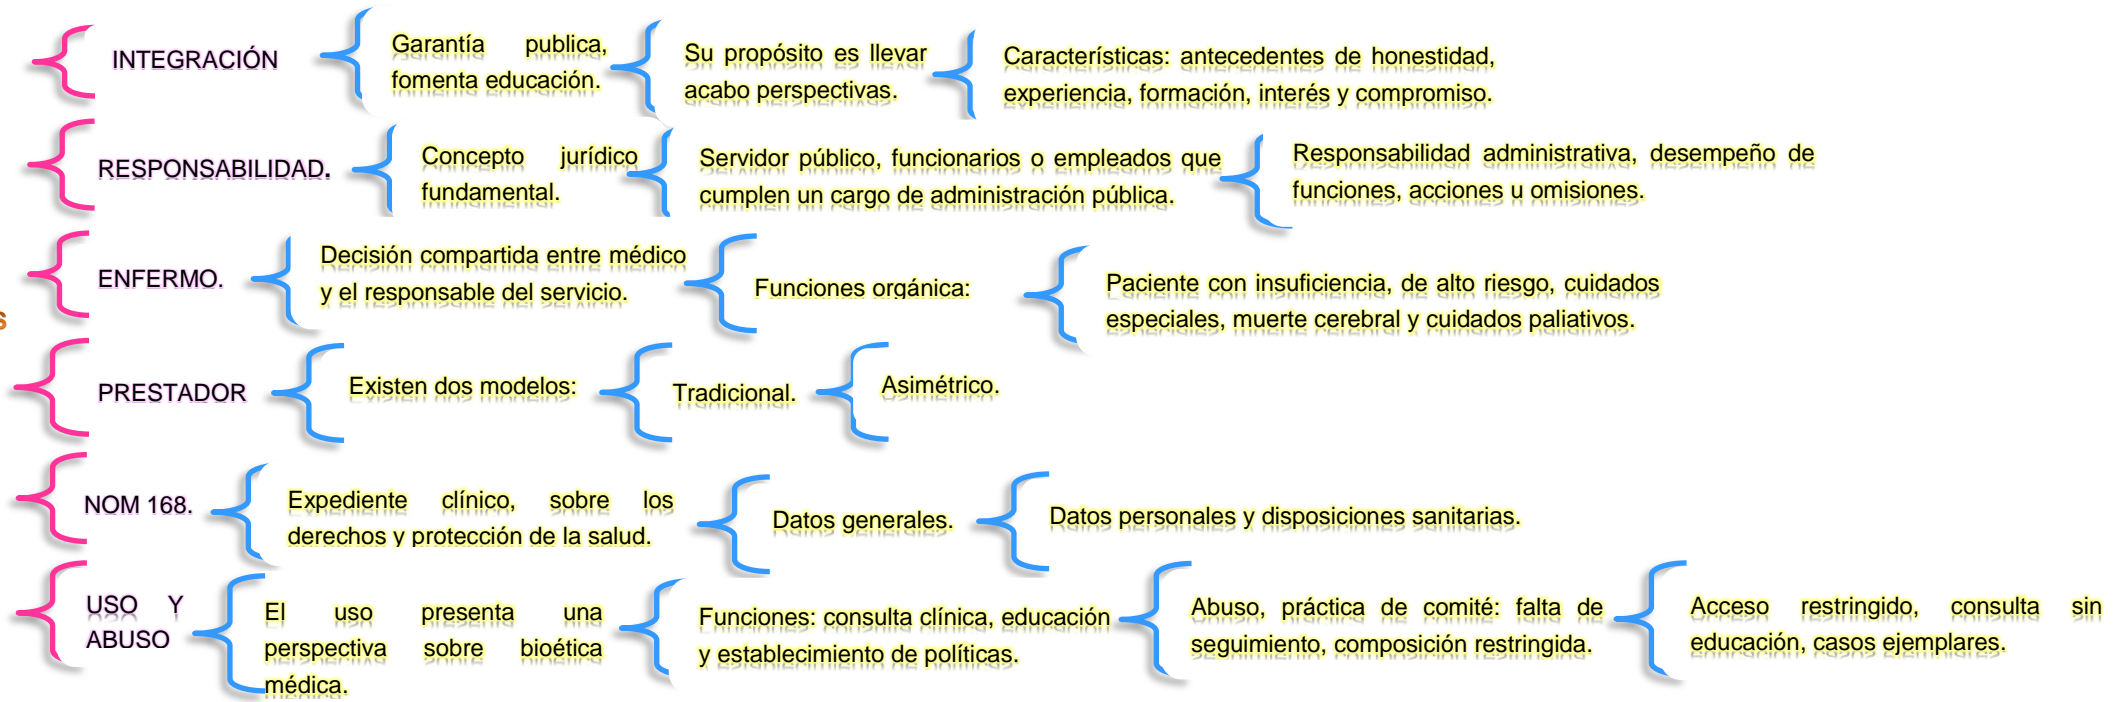 INTEGRACIÓN
Garantía publica,
fomenta educación.
Su propósito es llevar
acabo perspectivas.
Características: antecedentes de honestidad,
experiencia, formación, interés y compromiso.
RESPONSABILIDAD.
Concepto jurídico
fundamental.
Servidor público, funcionarios o empleados que
cumplen un cargo de administración pública.
Responsabilidad administrativa, desempeño de
funciones, acciones u omisiones.
ENFERMO.
Decisión compartida entre médico
y el responsable del servicio.
Funciones orgánica:
Paciente con insuficiencia, de alto riesgo, cuidados
especiales, muerte cerebral y cuidados paliativos.
s
PRESTADOR
Existen dos modelos:
Tradicional.
Asimétrico.
NOM 168.
Expediente clínico, sobre los
derechos y protección de la salud.
Datos generales.
Datos personales y disposiciones sanitarias.
USO Y
ABUSO
El uso presenta una
perspectiva sobre bioética
médica.
Funciones: consulta clínica, educación
y establecimiento de políticas.
Abuso, práctica de comité: falta de
seguimiento, composición restringida.
Acceso restringido, consulta sin
educación, casos ejemplares.